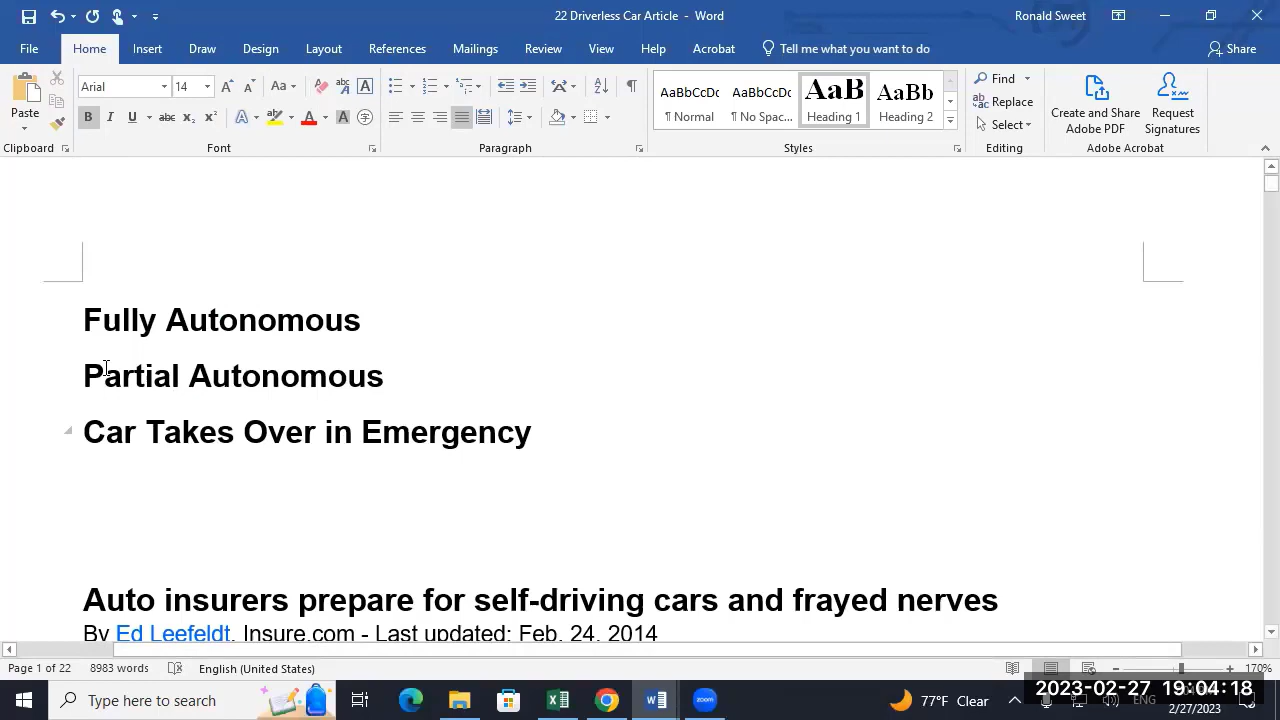 22 Driverless Car Article - Word
Ronald Sweet
File Home Insert Draw Design Layout References Mailings Review View Help Acrobat Tell me what you want to do Share
Paste
Clipboard
Arial 14
Font
Paragraph
AaBbCcDc AaBbCcDc AaB AaBb
¶ Normal ¶ No Spac... Heading 1 Heading 2
Styles
Find
Replace
Select
Editing
Create and Share Adobe PDF
Request Signatures
Adobe Acrobat
Fully Autonomous
Partial Autonomous
Car Takes Over in Emergency
Auto insurers prepare for self-driving cars and frayed nerves
By Ed Leefeldt, Insure.com - Last updated: Feb. 24, 2014
Page 1 of 22 8983 words English (United States) 170%
Type here to search
77°F Clear
ENG
2023-02-27 19:04:18
2/27/2023